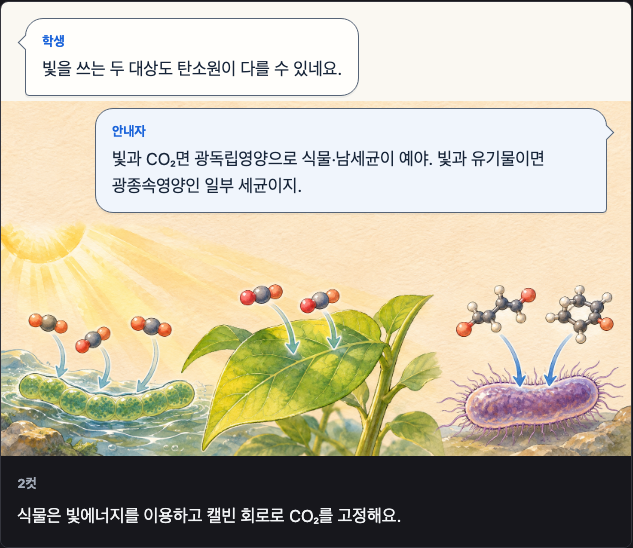 학생
빛을 쓰는 두 대상도 탄소원이 다를 수 있네요.
안내자
빛과 CO₂면 광독립영양으로 식물·남세균이 예야. 빛과 유기물이면
광종속영양인 일부 세균이지.
2컷
식물은 빛에너지를 이용하고 캘빈 회로로 CO₂를 고정해요.